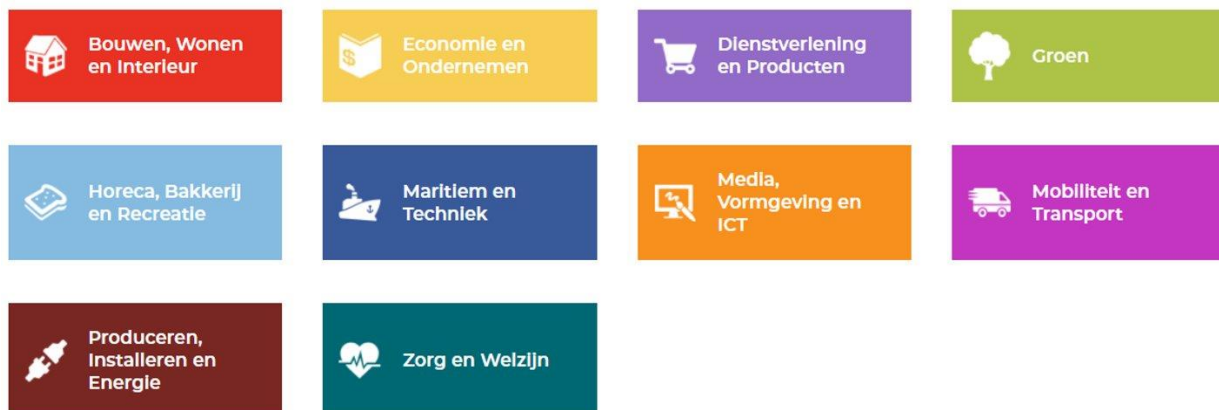 Bouwen, Wonen
en Interieur
Economie en
Ondernemen
Dienstverlening
en Producten
Groen
Horeca, Bakkerij
en Recreatie
Maritiem en
Techniek
Media,
Vormgeving en
ICT
Mobiliteit en
Transport
Produceren,
Installeren en
Energie
Zorg en Welzijn